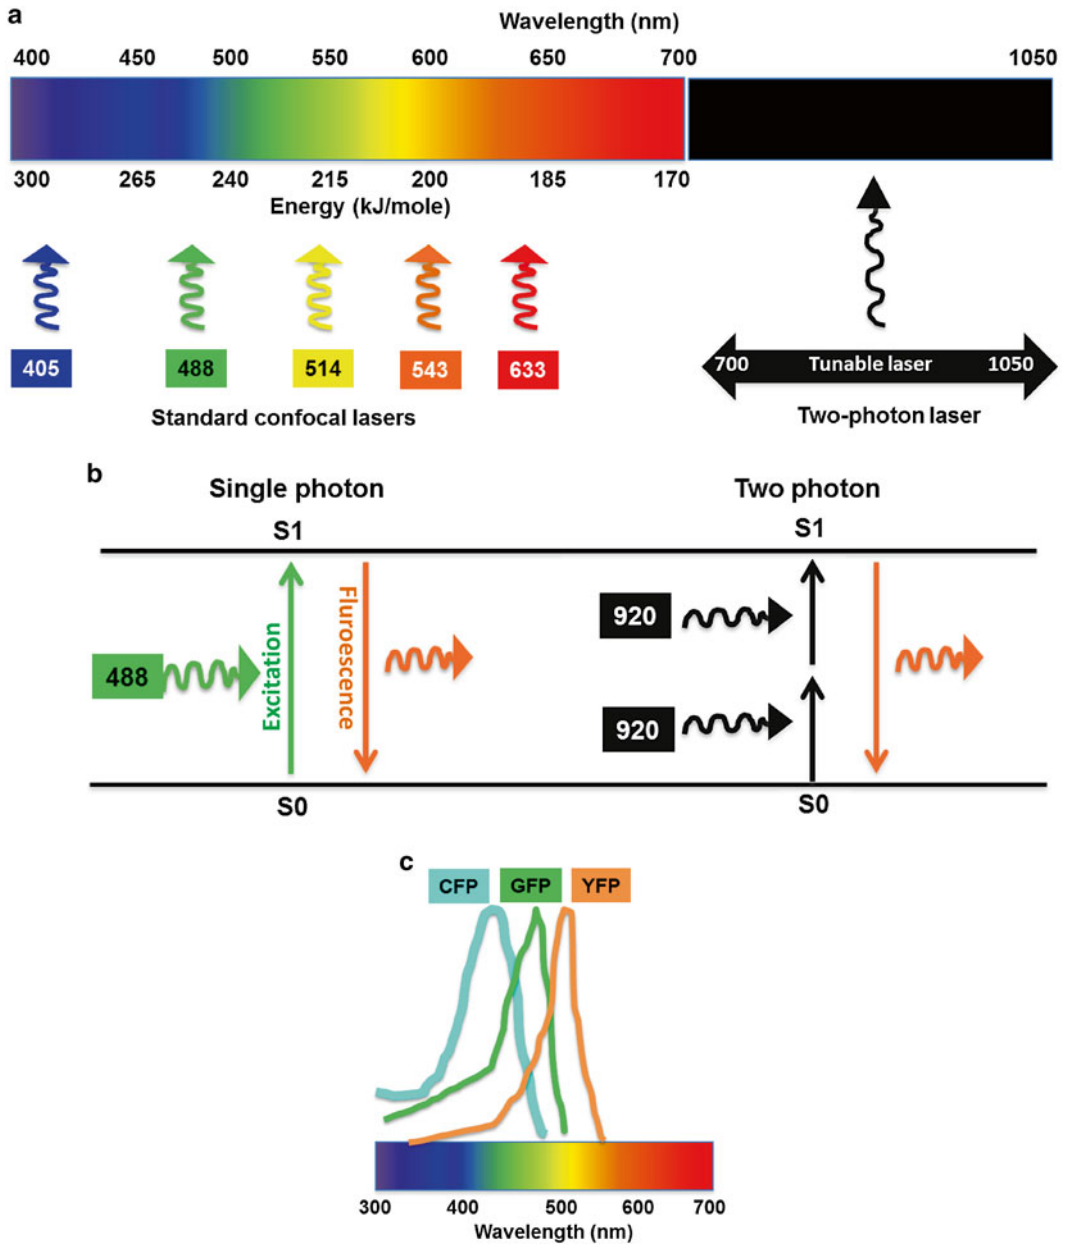 a
Wavelength (nm)
400 450 500 550 600 650 700 1050
300 265 240 215 200 185 170
Energy (kJ/mole)
405 488 514 543 633
Standard confocal lasers
700 Tunable laser 1050
Two-photon laser
b
Single photon
Two photon
S1
S1
488
Excitation
Fluroescence
920
920
S0
S0
c
CFP GFP YFP
300 400 500 600 700
Wavelength (nm)